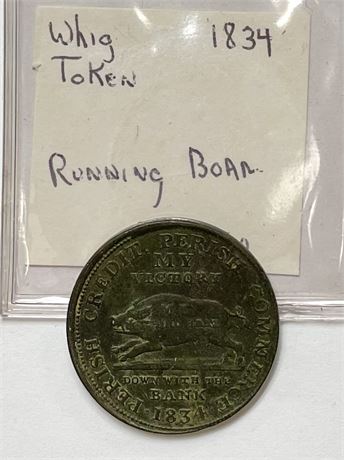 Whig 1834
Token
Running Boar
PERISH CREDIT. PERISH COMMERCE
MY
VICTORY
DOWN WITH THE
BANK
1834